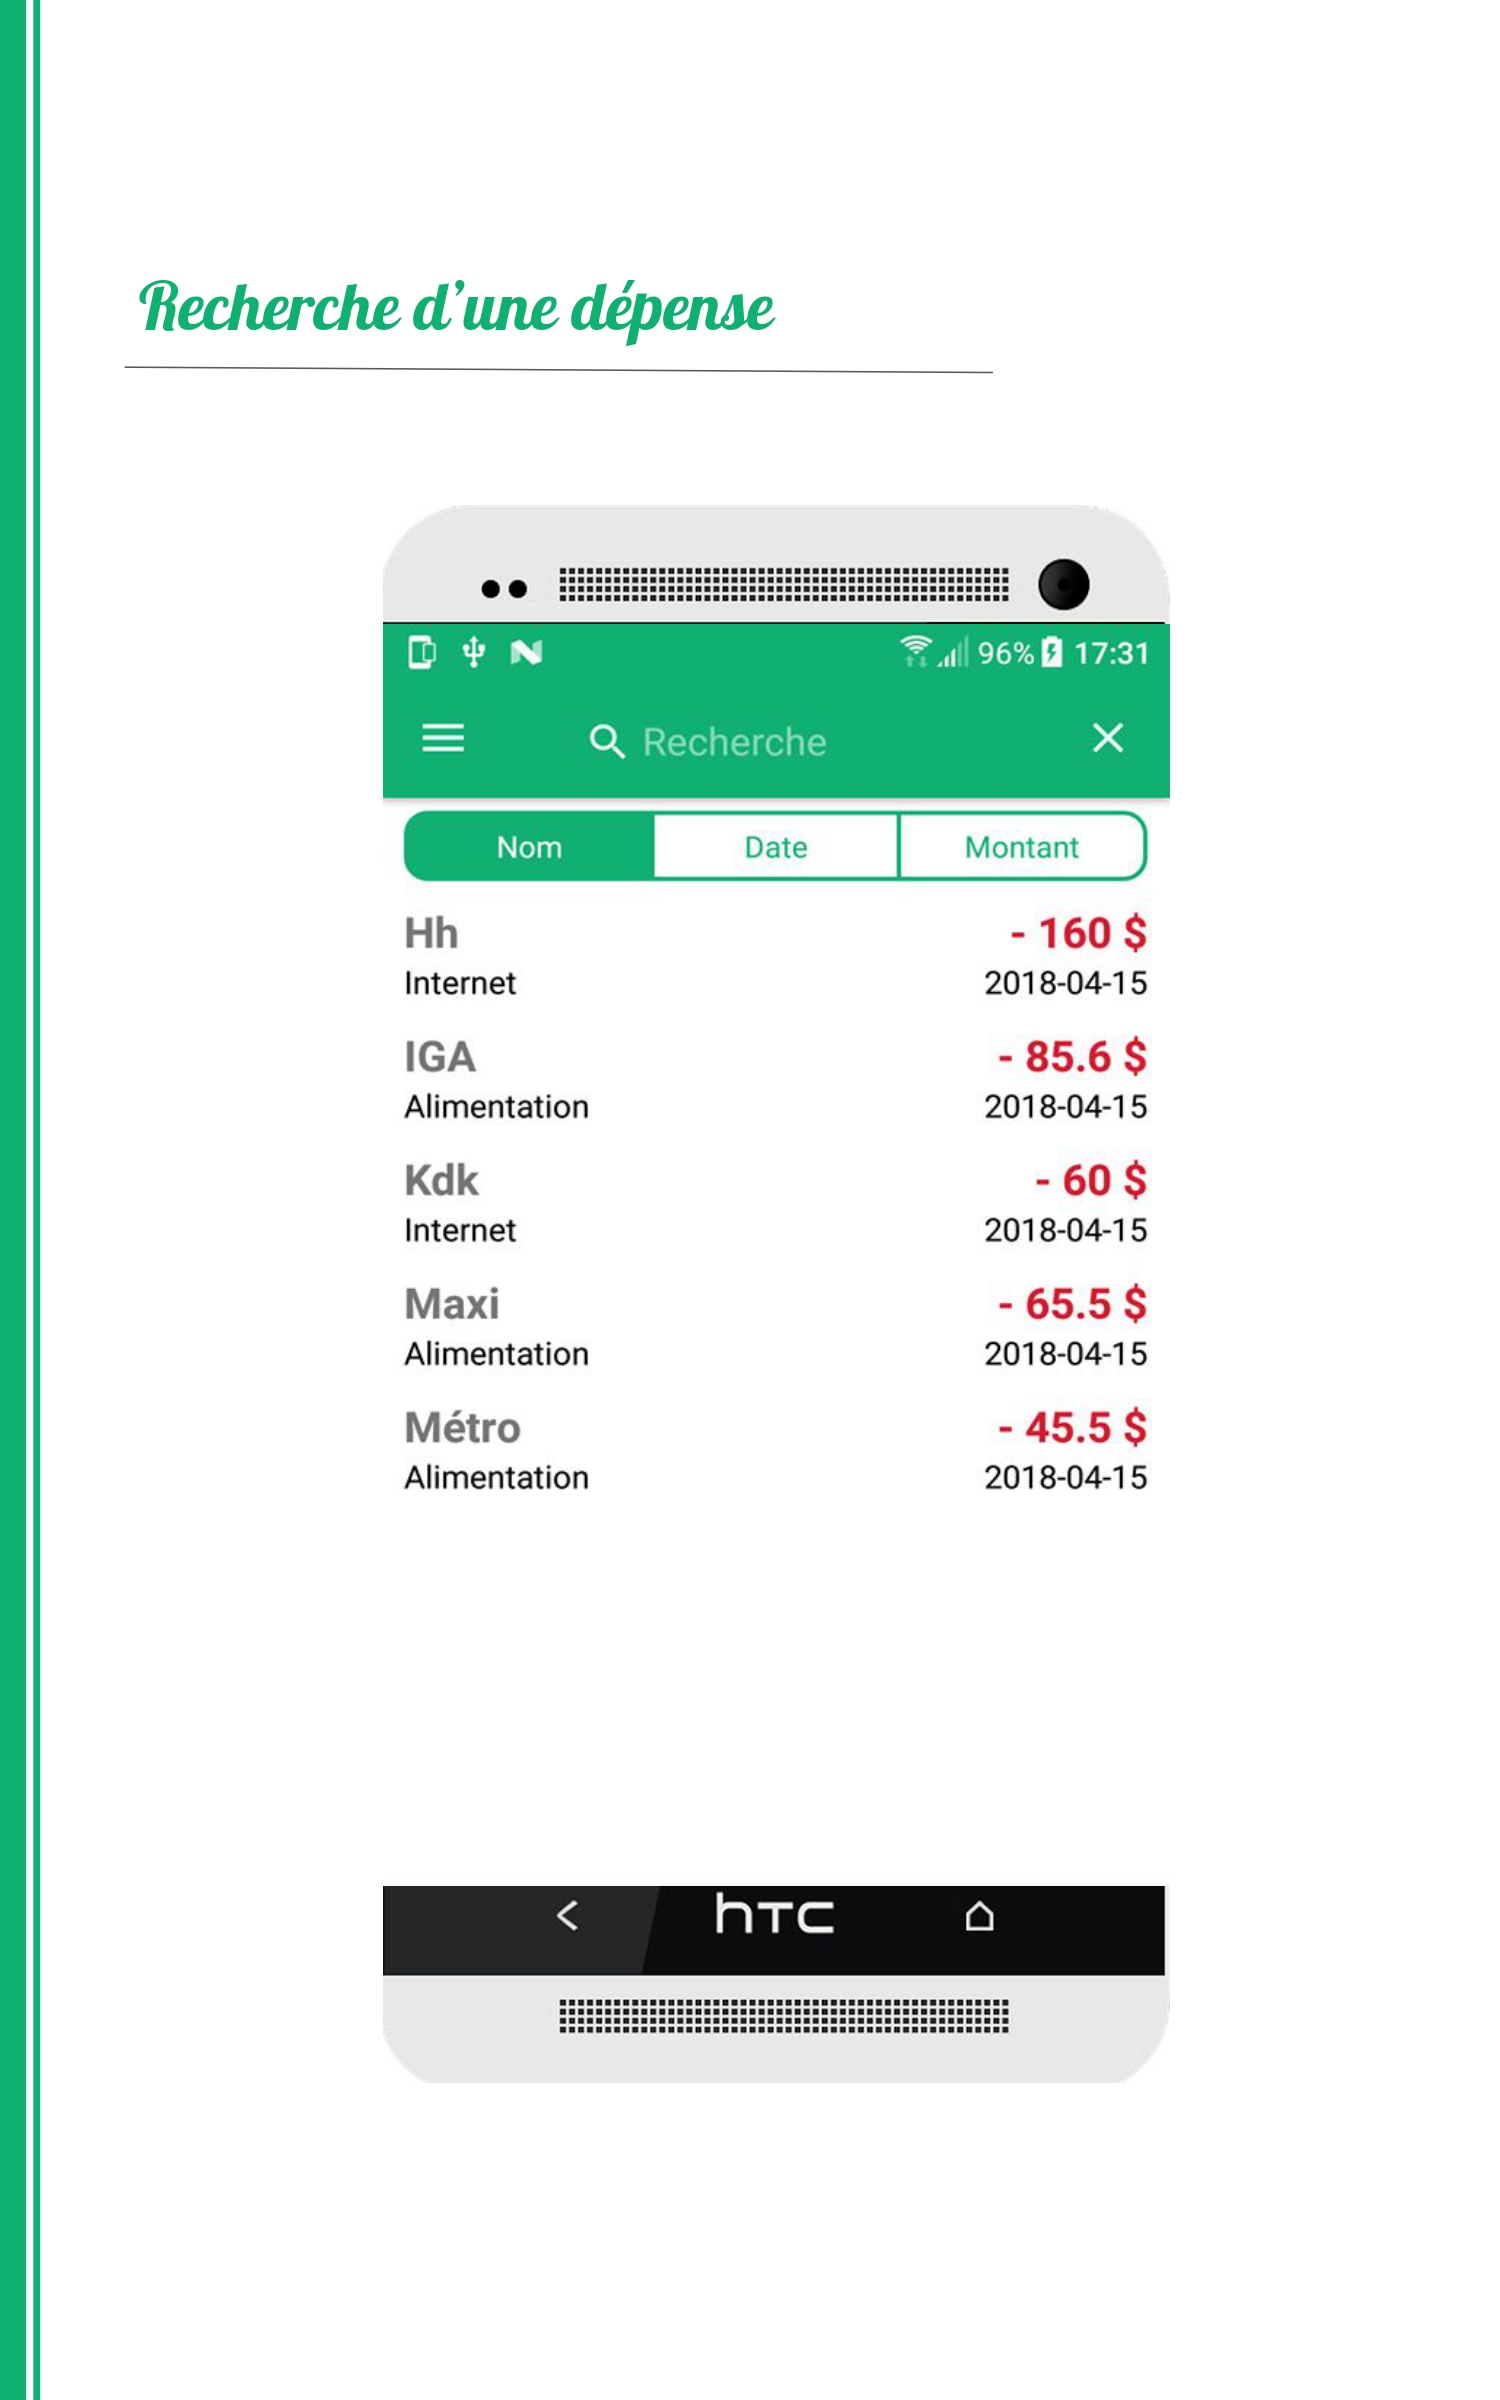 Recherche d’une dépense
96% 17:31
Recherche
Nom Date Montant
Hh - 160 $
Internet 2018-04-15
IGA - 85.6 $
Alimentation 2018-04-15
Kdk - 60 $
Internet 2018-04-15
Maxi - 65.5 $
Alimentation 2018-04-15
Métro - 45.5 $
Alimentation 2018-04-15
hTC